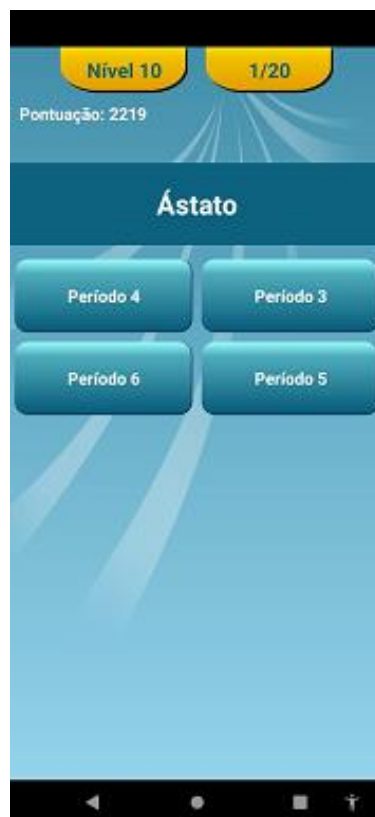 Nível 10
1/20
Pontuação: 2219
Ástato
Período 4
Período 3
Período 6
Período 5